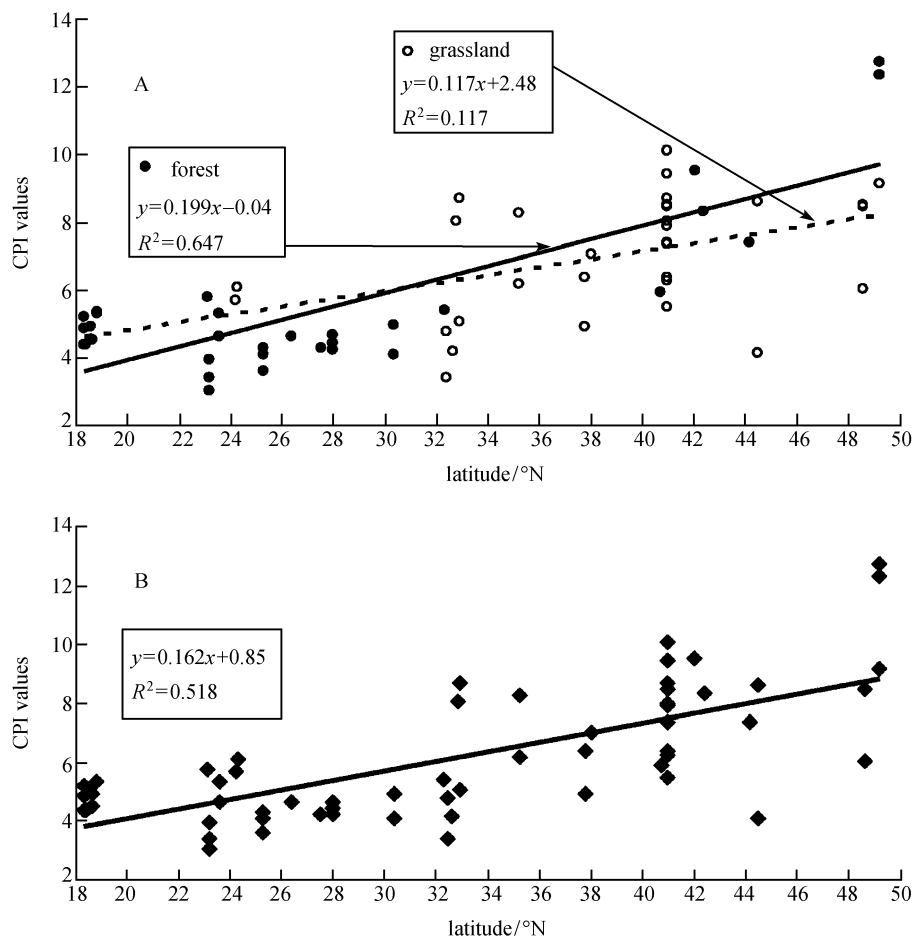 14
12
10
8
6
4
2
CPI values
A
grassland
y=0.117x+2.48
R²=0.117
forest
y=0.199x−0.04
R²=0.647
18 20 22 24 26 28 30 32 34 36 38 40 42 44 46 48 50
latitude/°N
14
12
10
8
6
4
2
CPI values
B
y=0.162x+0.85
R²=0.518
18 20 22 24 26 28 30 32 34 36 38 40 42 44 46 48 50
latitude/°N